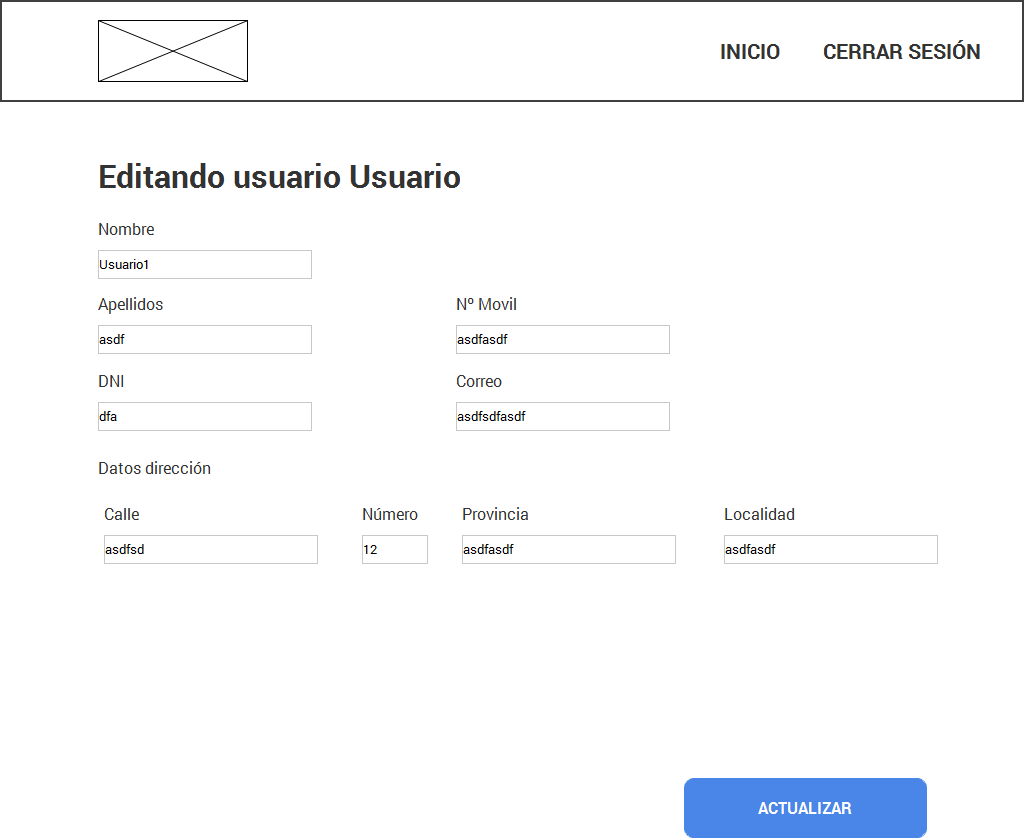 INICIO CERRAR SESIÓN
Editando usuario Usuario
Nombre
Usuario1
Apellidos Nº Movil
asdf asdfasdf
DNI Correo
dfa asdfsdfasdf
Datos dirección
Calle Número Provincia Localidad
asdfsd 12 asdfasdf asdfasdf
ACTUALIZAR